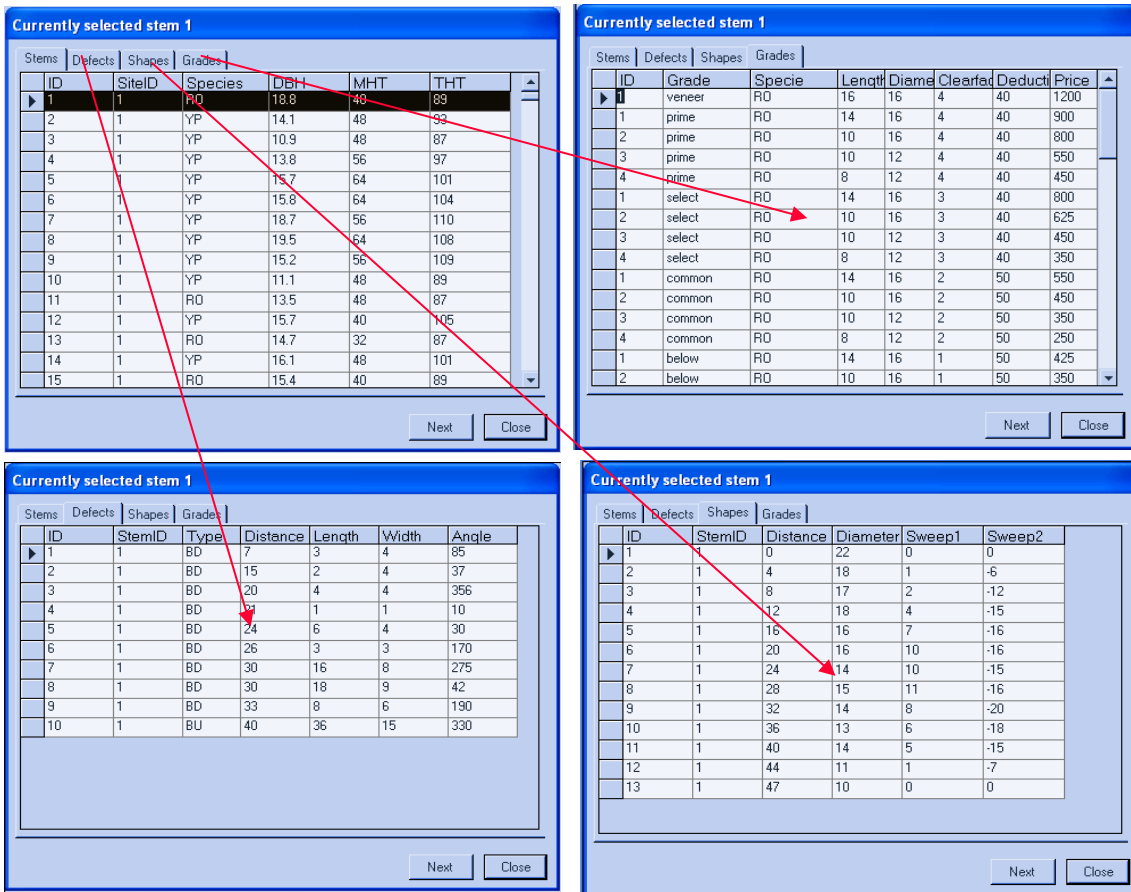 Currently selected stem 1
Stems Defects Shapes Grades
ID SiteID Species DBH MHT THT
1 1 RO 18.8 40 89
2 1 YP 14.1 48 93
3 1 YP 10.9 48 87
4 1 YP 13.8 56 97
5 1 YP 15.7 64 101
6 1 YP 15.8 64 104
7 1 YP 18.7 56 110
8 1 YP 19.5 64 108
9 1 YP 15.2 56 109
10 1 YP 11.1 48 89
11 1 RO 13.5 48 87
12 1 YP 15.7 40 105
13 1 RO 14.7 32 87
14 1 YP 16.1 48 101
15 1 RO 15.4 40 89
Next Close
Currently selected stem 1
Stems Defects Shapes Grades
ID Grade Specie Length Diame Clearfac Deducti Price
1 veneer RO 16 16 4 40 1200
1 prime RO 14 16 4 40 900
2 prime RO 10 16 4 40 800
3 prime RO 10 12 4 40 550
4 prime RO 8 12 4 40 450
1 select RO 14 16 3 40 800
2 select RO 10 16 3 40 625
3 select RO 10 12 3 40 450
4 select RO 8 12 3 40 350
1 common RO 14 16 2 50 550
2 common RO 10 16 2 50 450
3 common RO 10 12 2 50 350
4 common RO 8 12 2 50 250
1 below RO 14 16 1 50 425
2 below RO 10 16 1 50 350
Next Close
Currently selected stem 1
Stems Defects Shapes Grades
ID StemID Type Distance Length Width Angle
1 1 BD 7 3 4 85
2 1 BD 15 2 4 37
3 1 BD 20 4 4 356
4 1 BD 21 1 1 10
5 1 BD 24 6 4 30
6 1 BD 26 3 3 170
7 1 BD 30 16 8 275
8 1 BD 30 18 9 42
9 1 BD 33 8 6 190
10 1 BU 40 36 15 330
Next Close
Currently selected stem 1
Stems Defects Shapes Grades
ID StemID Distance Diameter Sweep1 Sweep2
1 1 0 22 0 0
2 1 4 18 1 -6
3 1 8 17 2 -12
4 1 12 18 4 -15
5 1 16 16 7 -16
6 1 20 16 10 -16
7 1 24 14 10 -15
8 1 28 15 11 -16
9 1 32 14 8 -20
10 1 36 13 6 -18
11 1 40 14 5 -15
12 1 44 11 1 -7
13 1 47 10 0 0
Next Close